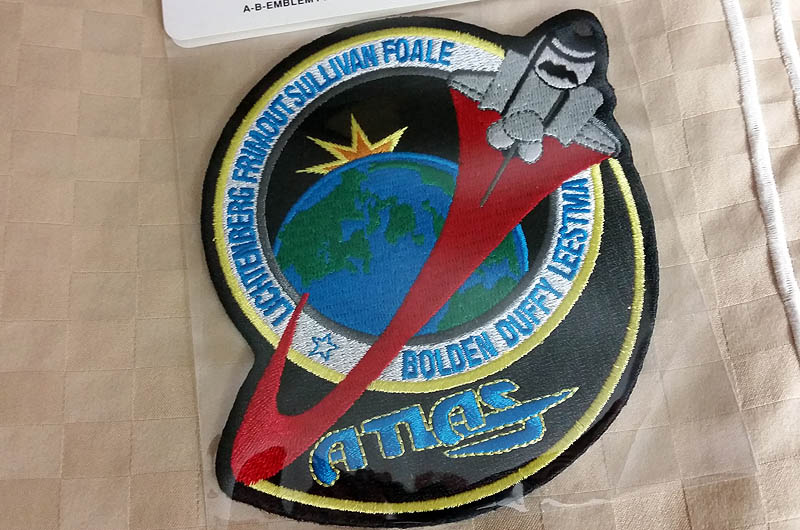 A-B-EMBLEM
LICHTENBERG FRIMOUT SULLIVAN FOALE
BOLDEN DUFFY LEESTMA
ATLAS